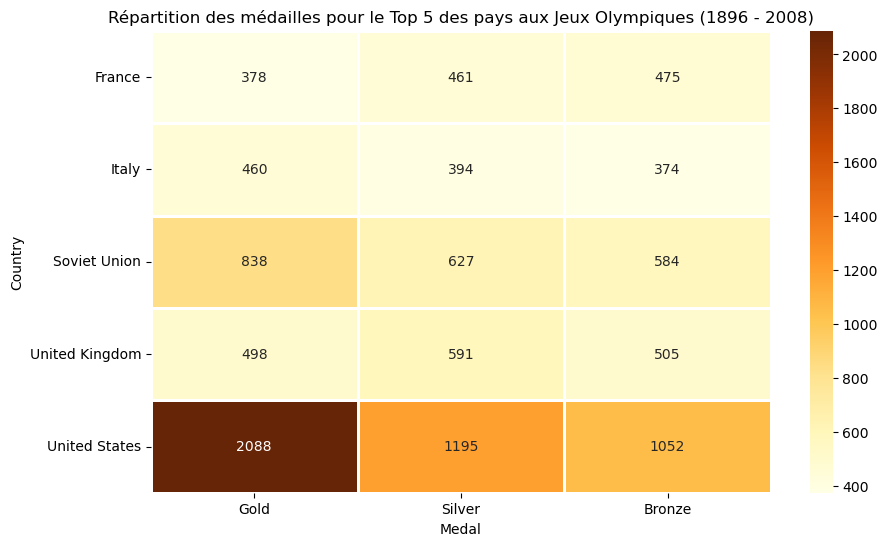 Répartition des médailles pour le Top 5 des pays aux Jeux Olympiques (1896 - 2008)
France 378 461 475
Italy 460 394 374
Soviet Union 838 627 584
United Kingdom 498 591 505
United States 2088 1195 1052
Gold Silver Bronze
Medal
Country
2000
1800
1600
1400
1200
1000
800
600
400